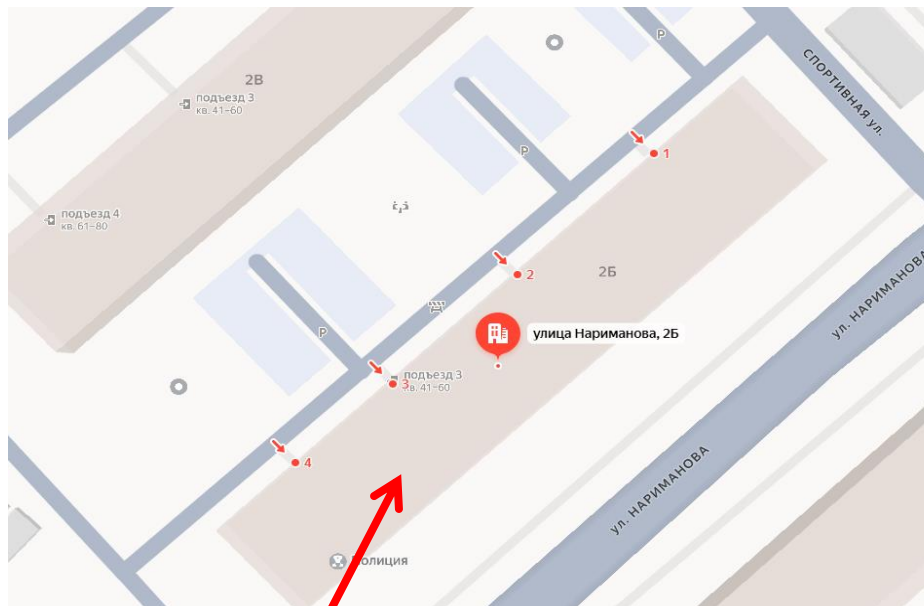 P
СПОРТИВНАЯ УЛ.
2В
подъезд 3
кв. 41–60
1
P
подъезд 4
кв. 61–80
2
2Б
ул. НАРИМАНОВА
P
улица Нариманова, 2Б
подъезд 3
кв. 41–60
3
4
ул. НАРИМАНОВА
Полиция